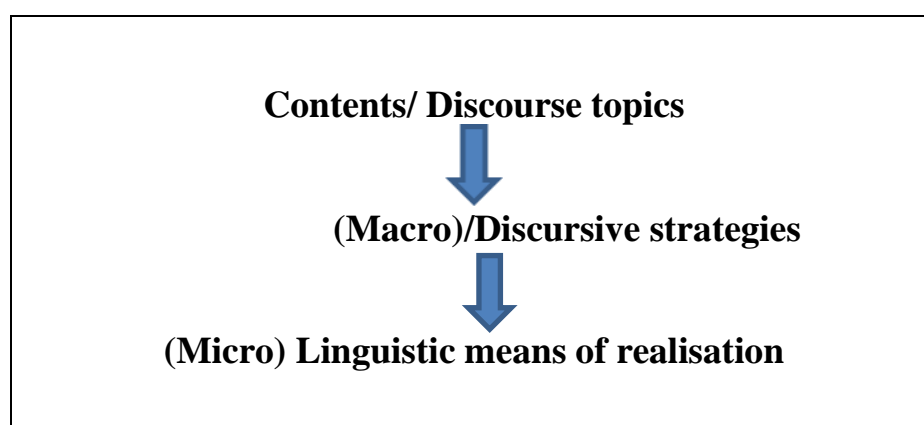 Contents/ Discourse topics
(Macro)/Discursive strategies
(Micro) Linguistic means of realisation